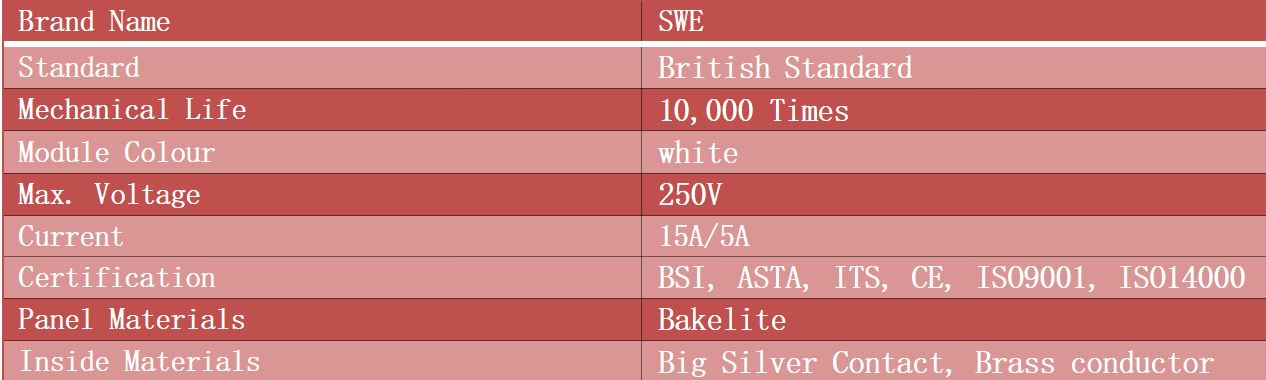 Brand Name SWE
Standard British Standard
Mechanical Life 10,000 Times
Module Colour white
Max. Voltage 250V
Current 15A/5A
Certification BSI, ASTA, ITS, CE, ISO9001, ISO14000
Panel Materials Bakelite
Inside Materials Big Silver Contact, Brass conductor